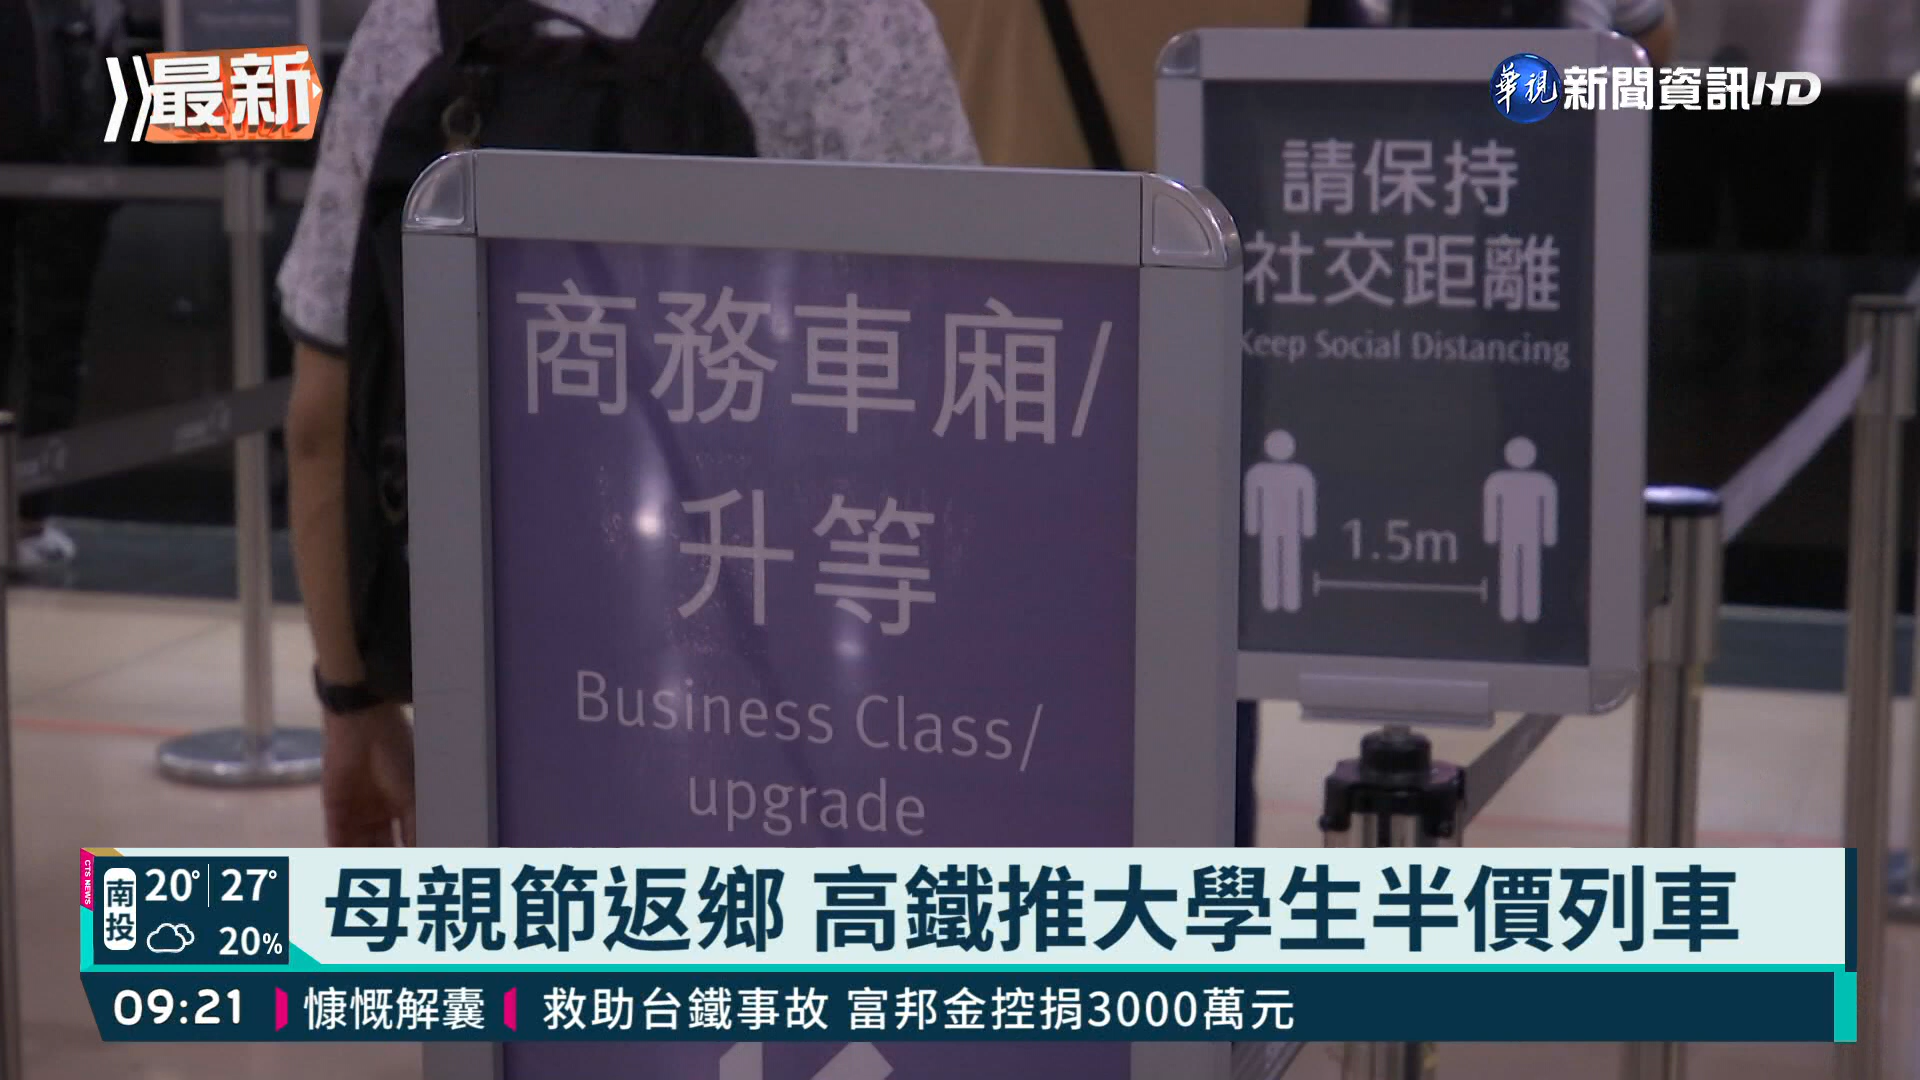 最新
華視 新聞資訊HD
請保持
社交距離
Keep Social Distancing
1.5m
商務車廂/
升等
Business Class/
upgrade
CTS NEWS
南投
20° 27°
20%
母親節返鄉 高鐵推大學生半價列車
09:21 慷慨解囊 救助台鐵事故 富邦金控捐3000萬元